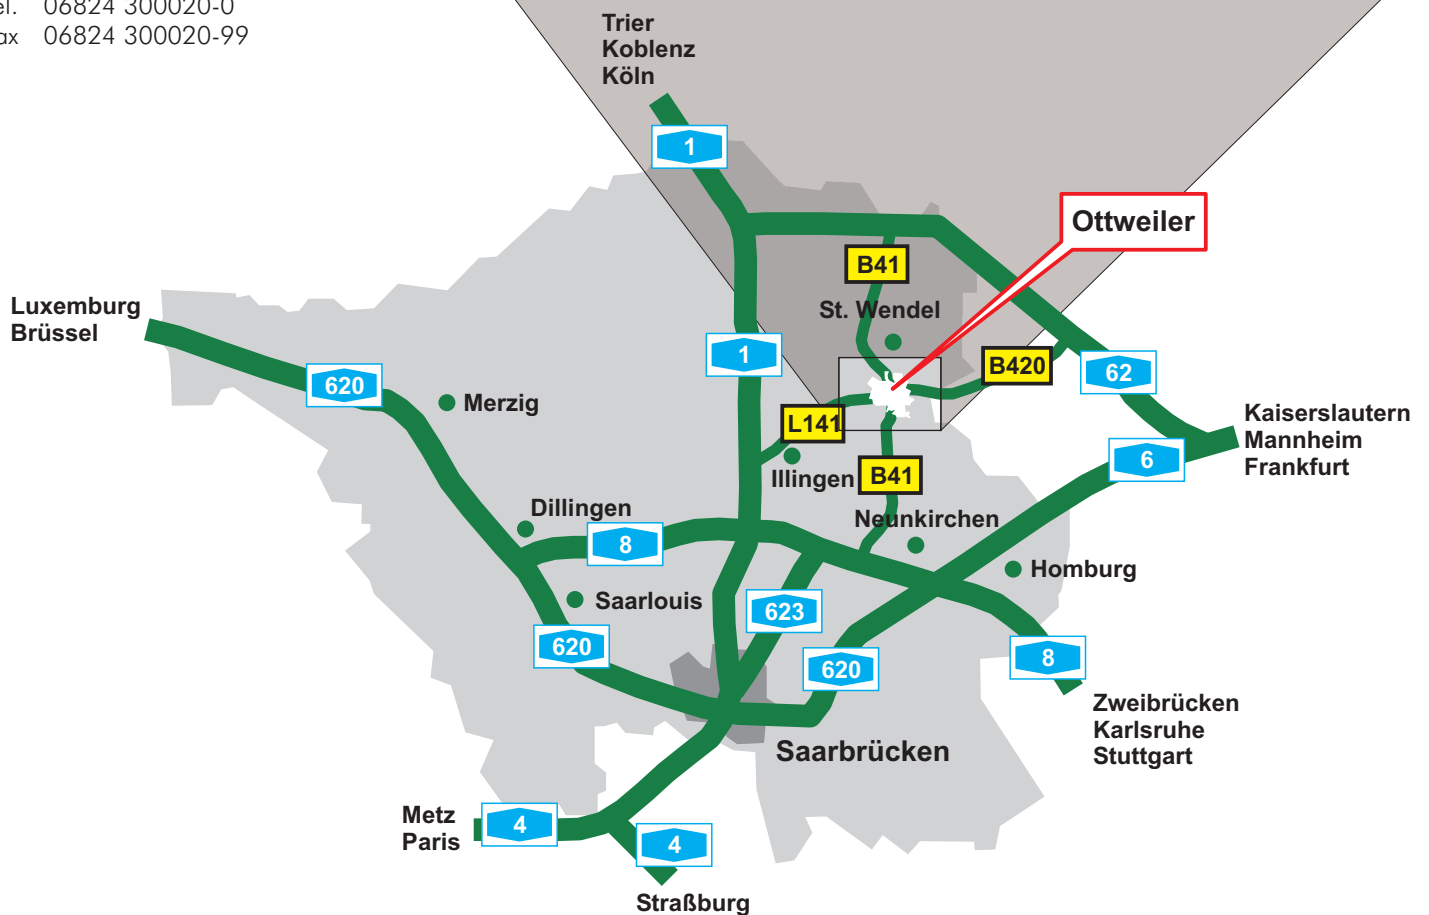 06824 300020-0
06824 300020-99
Trier
Koblenz
Köln
1
Ottweiler
B41
St. Wendel
Luxemburg
Brüssel
1
B420
62
620
Merzig
L141
Kaiserslautern
Mannheim
Frankfurt
6
Illingen
B41
Dillingen
Neunkirchen
8
Homburg
Saarlouis
623
620
620
8
Zweibrücken
Karlsruhe
Stuttgart
Saarbrücken
Metz
Paris
4
4
Straßburg